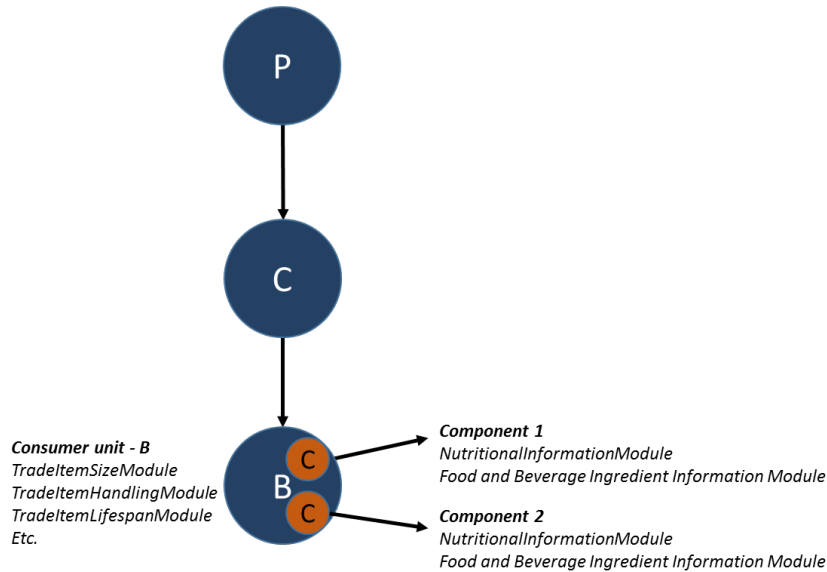 P
C
Consumer unit - B
TradeItemSizeModule
TradeItemHandlingModule
TradeItemLifespanModule
Etc.
B
C
C
Component 1
NutritionalInformationModule
Food and Beverage Ingredient Information Module
Component 2
NutritionalInformationModule
Food and Beverage Ingredient Information Module